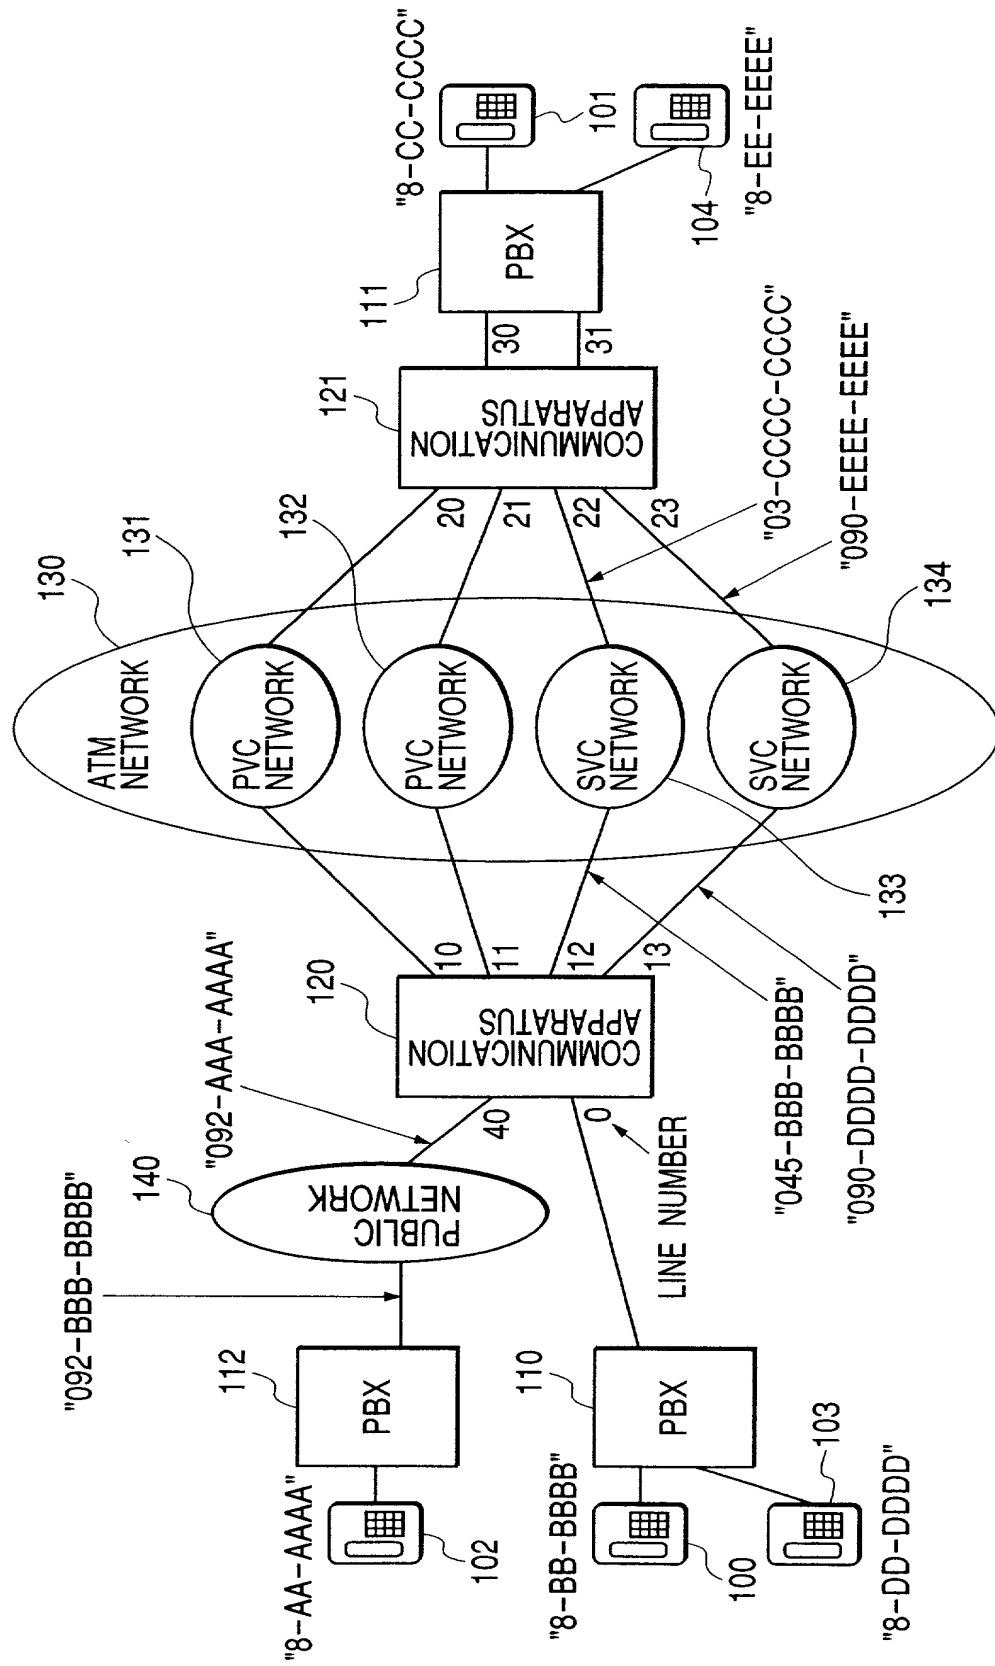 130
131
132
ATM
NETWORK
PVC
NETWORK
PVC
NETWORK
SVC
NETWORK
SVC
NETWORK
133
134
"092-BBB-BBBB"
140
"092-AAA-AAAA"
120
121
111
112
PBX
"8-AA-AAAA"
102
PUBLIC
NETWORK
40
0
LINE NUMBER
COMMUNICATION
APPARATUS
10
11
12
13
"045-BBB-BBBB"
"090-DDDD-DDDD"
20
21
22
23
COMMUNICATION
APPARATUS
30
31
PBX
"8-CC-CCCC"
101
104
"8-EE-EEEE"
"03-CCCC-CCCC"
"090-EEEE-EEEE"
110
PBX
"8-BB-BBBB"
100
103
"8-DD-DDDD"